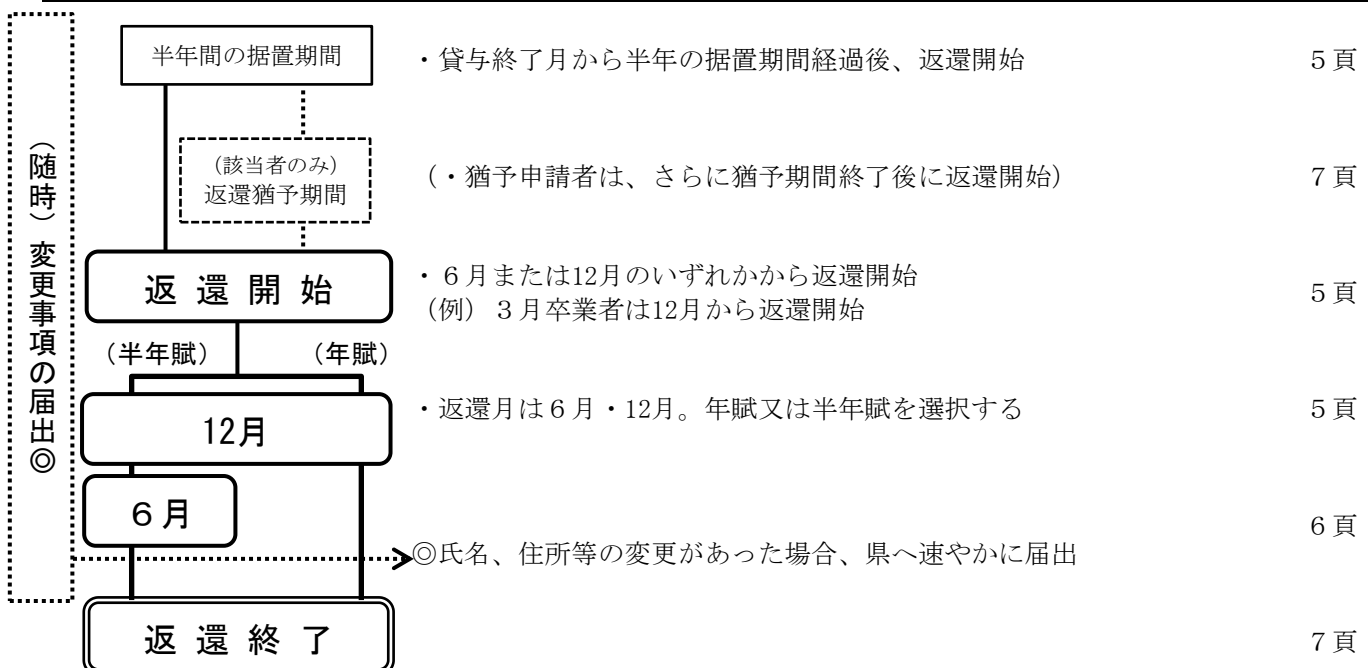 半年間の据置期間
・貸与終了月から半年の据置期間経過後、返還開始
５頁
（該当者のみ）
返還猶予期間
（・猶予申請者は、さらに猶予期間終了後に返還開始）
７頁
（随時）変更事項の届出◎
返還開始
・６月または12月のいずれかから返還開始
（例）３月卒業者は12月から返還開始
５頁
（半年賦）
（年賦）
12月
・返還月は６月・12月。年賦又は半年賦を選択する
５頁
６月
６頁
◎氏名、住所等の変更があった場合、県へ速やかに届出
返還終了
７頁